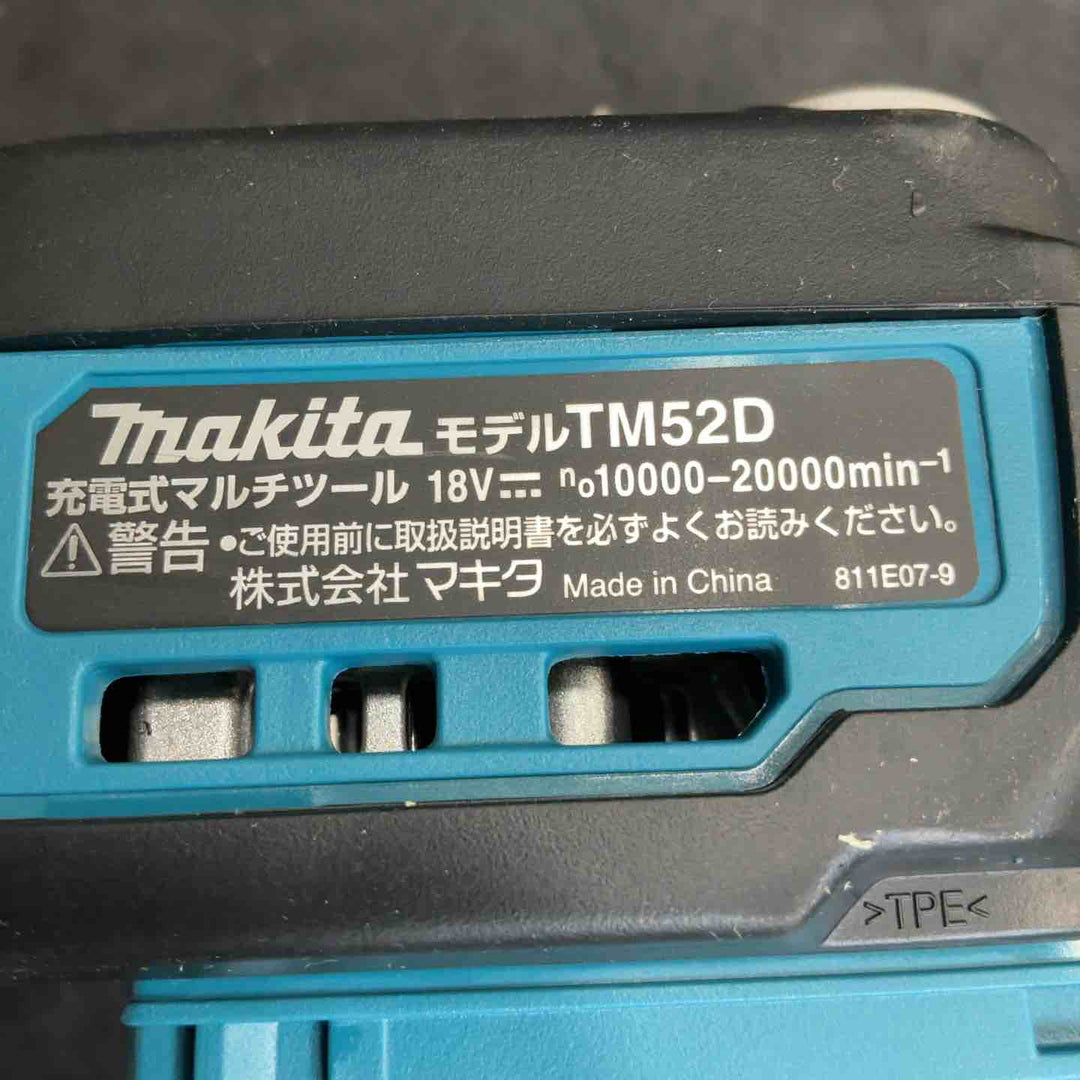 makita モデルTM52D
充電式マルチツール 18V⎓ n₀10000−20000min⁻¹
⚠警告 •ご使用前に取扱説明書を必ずよくお読みください。
株式会社 マキタ Made in China 811E07-9
>TPE<